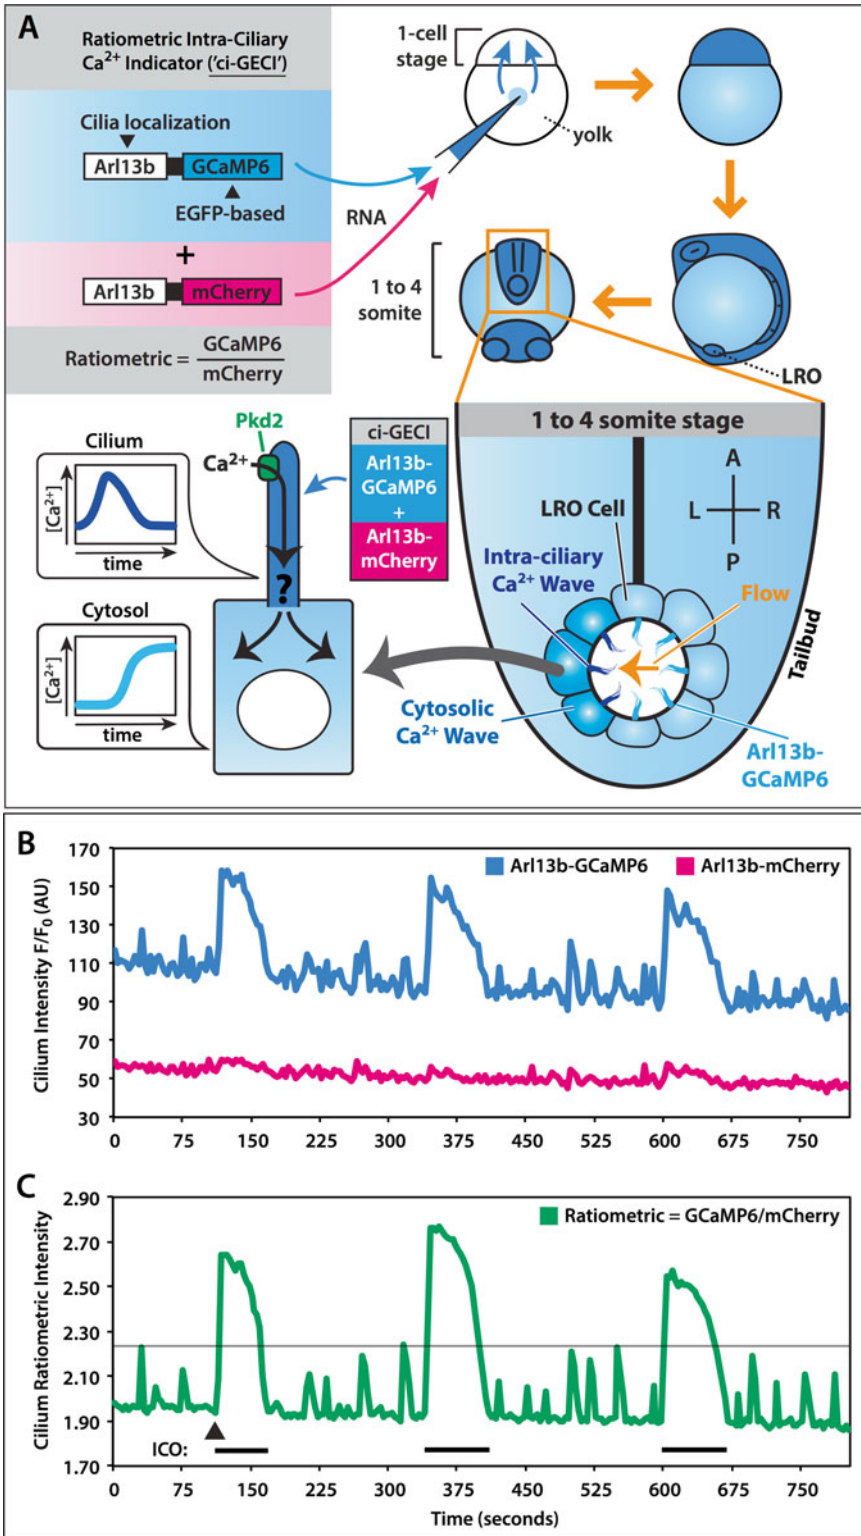 A
Ratiometric Intra-Ciliary
Ca²⁺ Indicator ('ci-GECI')
Cilia localization
Arl13b
GCaMP6
EGFP-based
+
Arl13b
mCherry
Ratiometric = GCaMP6
mCherry
RNA
1-cell
stage
yolk
1 to 4
somite
LRO
Cilium
[Ca²⁺]
time
Cytosol
[Ca²⁺]
time
Pkd2
Ca²⁺
?
ci-GECI
Arl13b-
GCaMP6
+
Arl13b-
mCherry
1 to 4 somite stage
LRO Cell
A
L
R
P
Intra-ciliary
Ca²⁺ Wave
Flow
Tailbud
Cytosolic
Ca²⁺ Wave
Arl13b-
GCaMP6
B
Cilium Intensity F/F₀ (AU)
170
150
130
110
90
70
50
30
Arl13b-GCaMP6
Arl13b-mCherry
0 75 150 225 300 375 450 525 600 675 750
C
Cilium Ratiometric Intensity
2.90
2.70
2.50
2.30
2.10
1.90
1.70
Ratiometric = GCaMP6/mCherry
ICO:
0 75 150 225 300 375 450 525 600 675 750
Time (seconds)